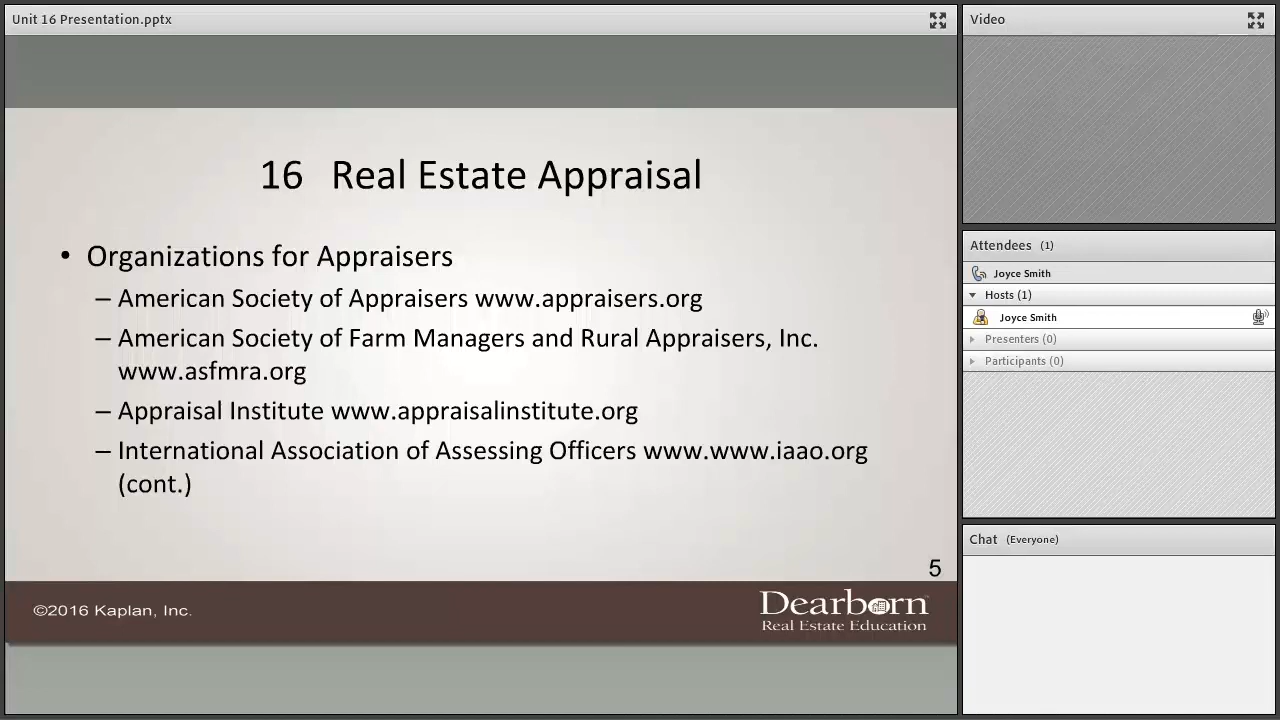 Unit 16 Presentation.pptx
16 Real Estate Appraisal
• Organizations for Appraisers
– American Society of Appraisers www.appraisers.org
– American Society of Farm Managers and Rural Appraisers, Inc.
www.asfmra.org
– Appraisal Institute www.appraisalinstitute.org
– International Association of Assessing Officers www.www.iaao.org
(cont.)
5
©2016 Kaplan, Inc.
Dearborn
Real Estate Education
Video
Attendees (1)
Joyce Smith
Hosts (1)
Joyce Smith
Presenters (0)
Participants (0)
Chat (Everyone)